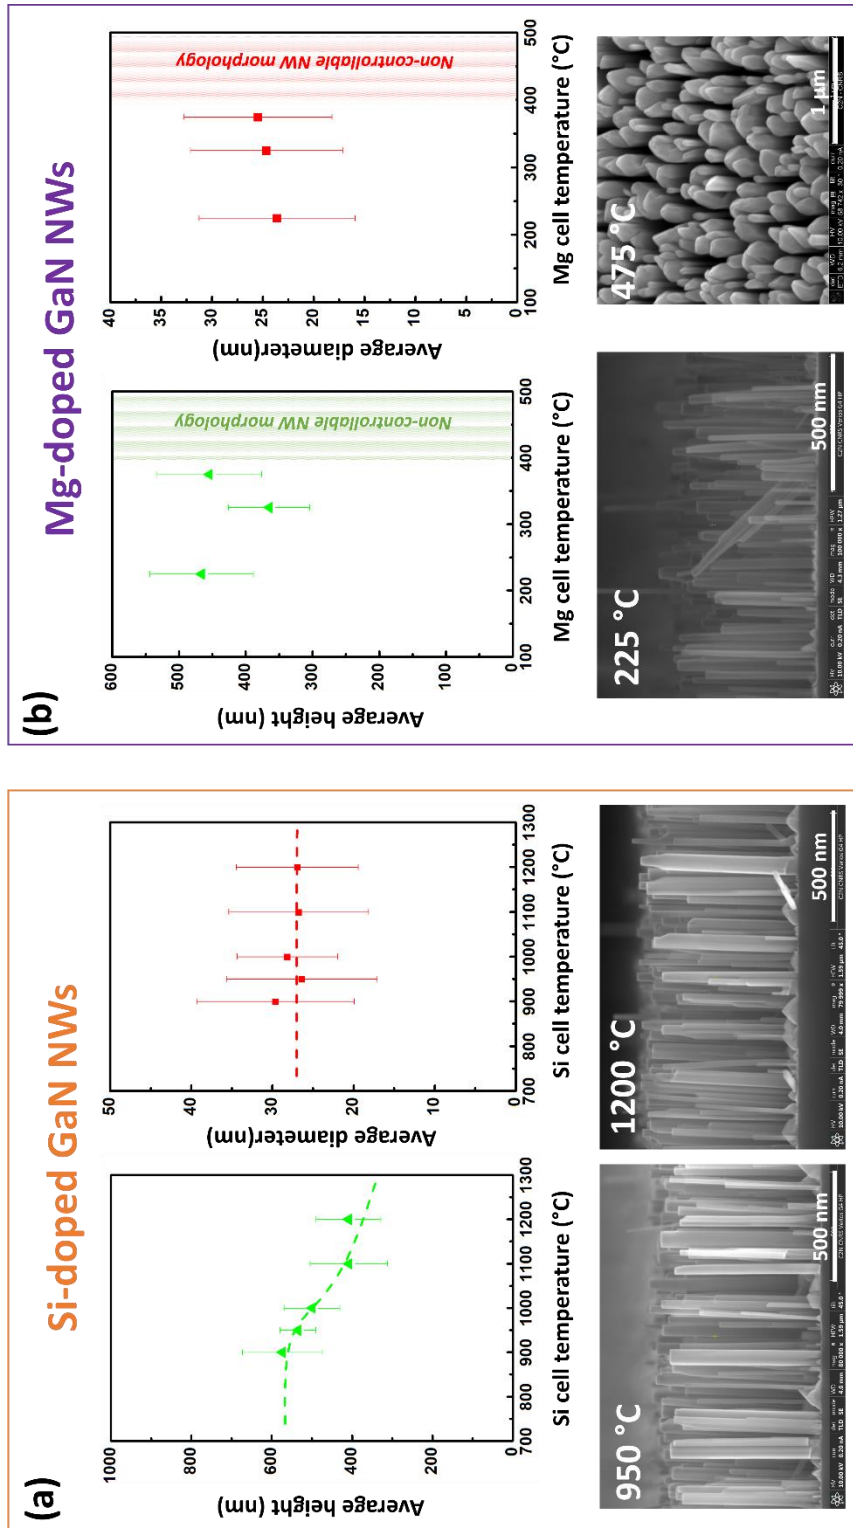 (a)
Si-doped GaN NWs
1000
800
600
400
200
0
Average height (nm)
700 800 900 1000 1100 1200 1300
Si cell temperature (°C)
50
40
30
20
10
0
Average diameter(nm)
700 800 900 1000 1100 1200 1300
Si cell temperature (°C)
950 °C
500 nm
1200 °C
500 nm
(b)
Mg-doped GaN NWs
600
500
400
300
200
100
0
Average height (nm)
100 200 300 400 500
Mg cell temperature (°C)
Non-controllable NW morphology
40
35
30
25
20
15
10
5
0
Average diameter(nm)
100 200 300 400 500
Mg cell temperature (°C)
Non-controllable NW morphology
225 °C
500 nm
475 °C
1 µm